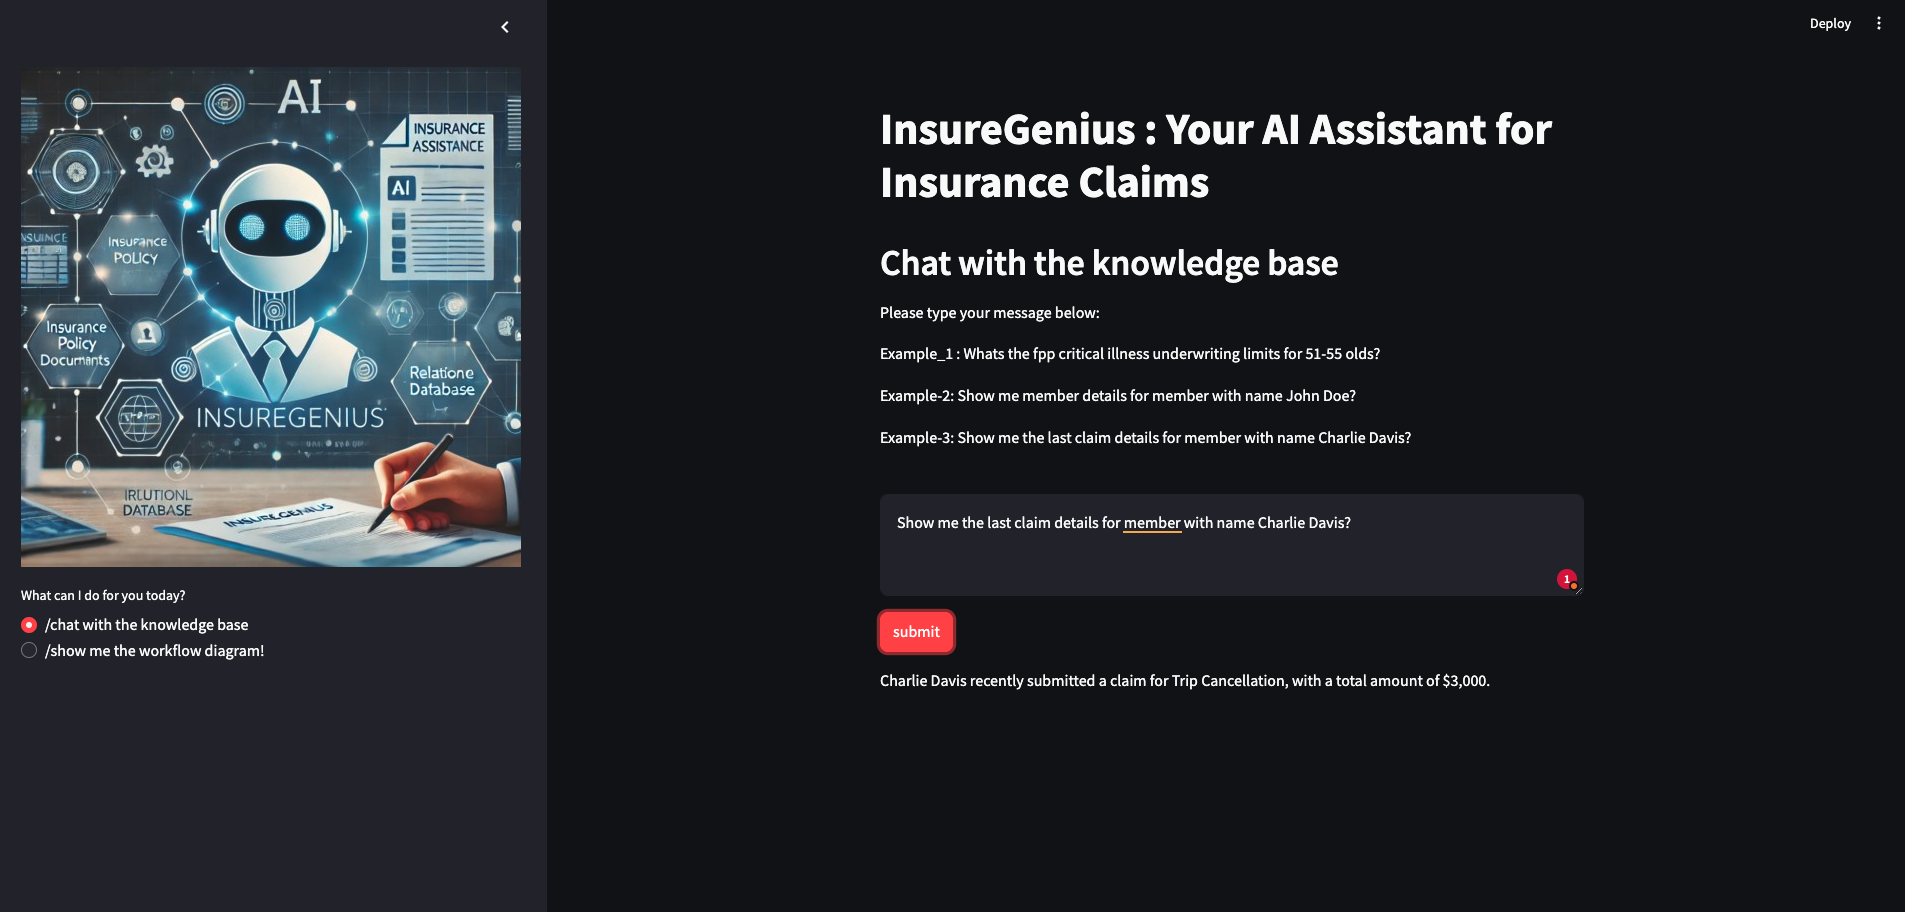 Deploy
AI
INSURANCE
ASSISTANCE
AI
INSURANCE
POLICY
Insurance
Policy
Relatione
Database
INSUREGENIUS
DATABASE
INSUREGENIUS
What can I do for you today?
/chat with the knowledge base
/show me the workflow diagram!
InsureGenius : Your AI Assistant for
Insurance Claims
Chat with the knowledge base
Please type your message below:
Example_1 : Whats the fpp critical illness underwriting limits for 51-55 olds?
Example-2: Show me member details for member with name John Doe?
Example-3: Show me the last claim details for member with name Charlie Davis?
Show me the last claim details for member with name Charlie Davis?
1
submit
Charlie Davis recently submitted a claim for Trip Cancellation, with a total amount of $3,000.